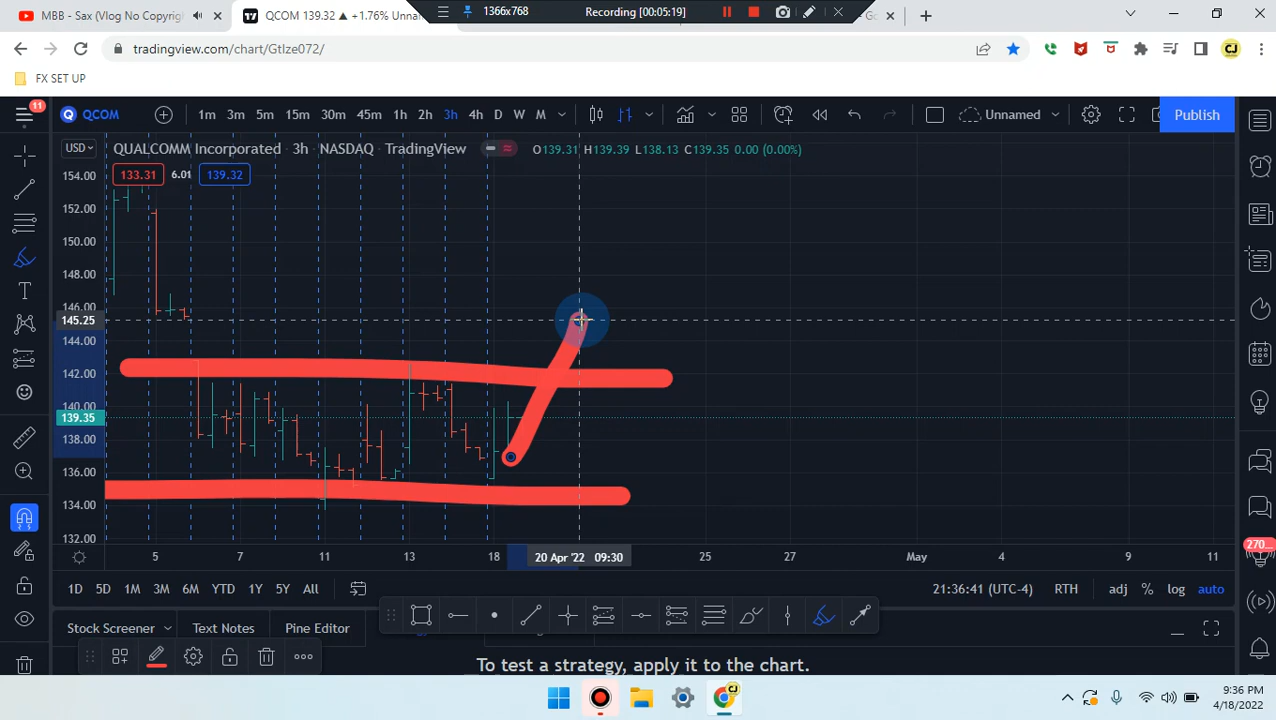 MBB - Sax (Vlog No Copyright
QCOM 139.32 ▲ +1.76% Unna
1366x768
Recording [00:05:19]
tradingview.com/chart/GtIze072/
CJ
FX SET UP
11
QCOM
1m 3m 5m 15m 30m 45m 1h 2h 3h 4h D W M
Unnamed
Publish
USD
QUALCOMM Incorporated · 3h · NASDAQ · TradingView
O139.31 H139.39 L138.13 C139.35 0.00 (0.00%)
133.31 6.01 139.32
154.00
152.00
150.00
148.00
146.00
145.25
144.00
142.00
140.00
139.35
138.00
136.00
134.00
132.00
5 7 11 13 18 20 Apr '22 09:30 25 27 May 4 9 11
270...
1D 5D 1M 3M 6M YTD 1Y 5Y All
21:36:41 (UTC-4) RTH adj % log auto
Stock Screener Text Notes Pine Editor
To test a strategy, apply it to the chart.
CJ
9:36 PM
4/18/2022